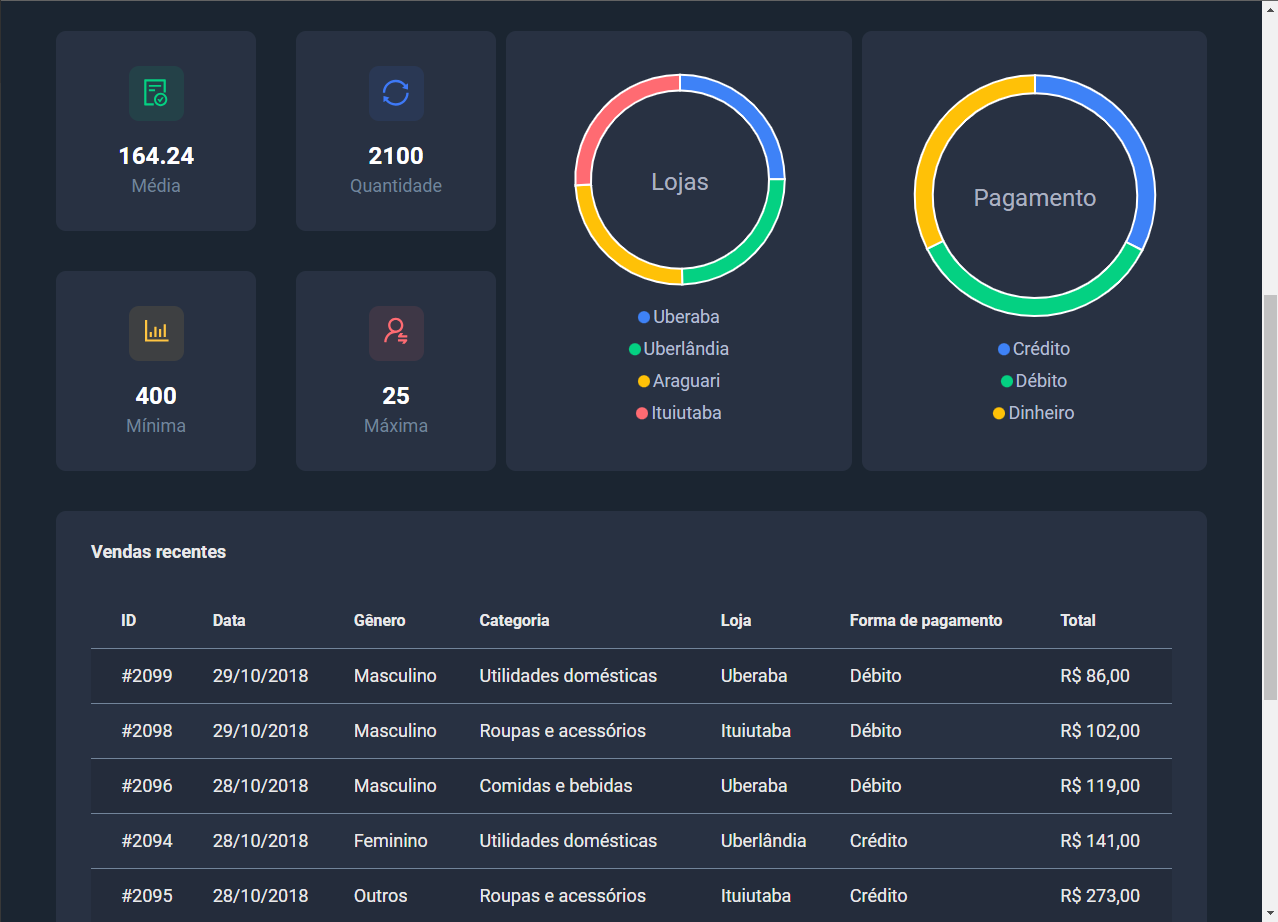 164.24
Média
2100
Quantidade
400
Mínima
25
Máxima
Lojas
Uberaba
Uberlândia
Araguari
Ituiutaba
Pagamento
Crédito
Débito
Dinheiro
Vendas recentes
ID Data Gênero Categoria Loja Forma de pagamento Total
#2099 29/10/2018 Masculino Utilidades domésticas Uberaba Débito R$ 86,00
#2098 29/10/2018 Masculino Roupas e acessórios Ituiutaba Débito R$ 102,00
#2096 28/10/2018 Masculino Comidas e bebidas Uberaba Débito R$ 119,00
#2094 28/10/2018 Feminino Utilidades domésticas Uberlândia Crédito R$ 141,00
#2095 28/10/2018 Outros Roupas e acessórios Ituiutaba Crédito R$ 273,00